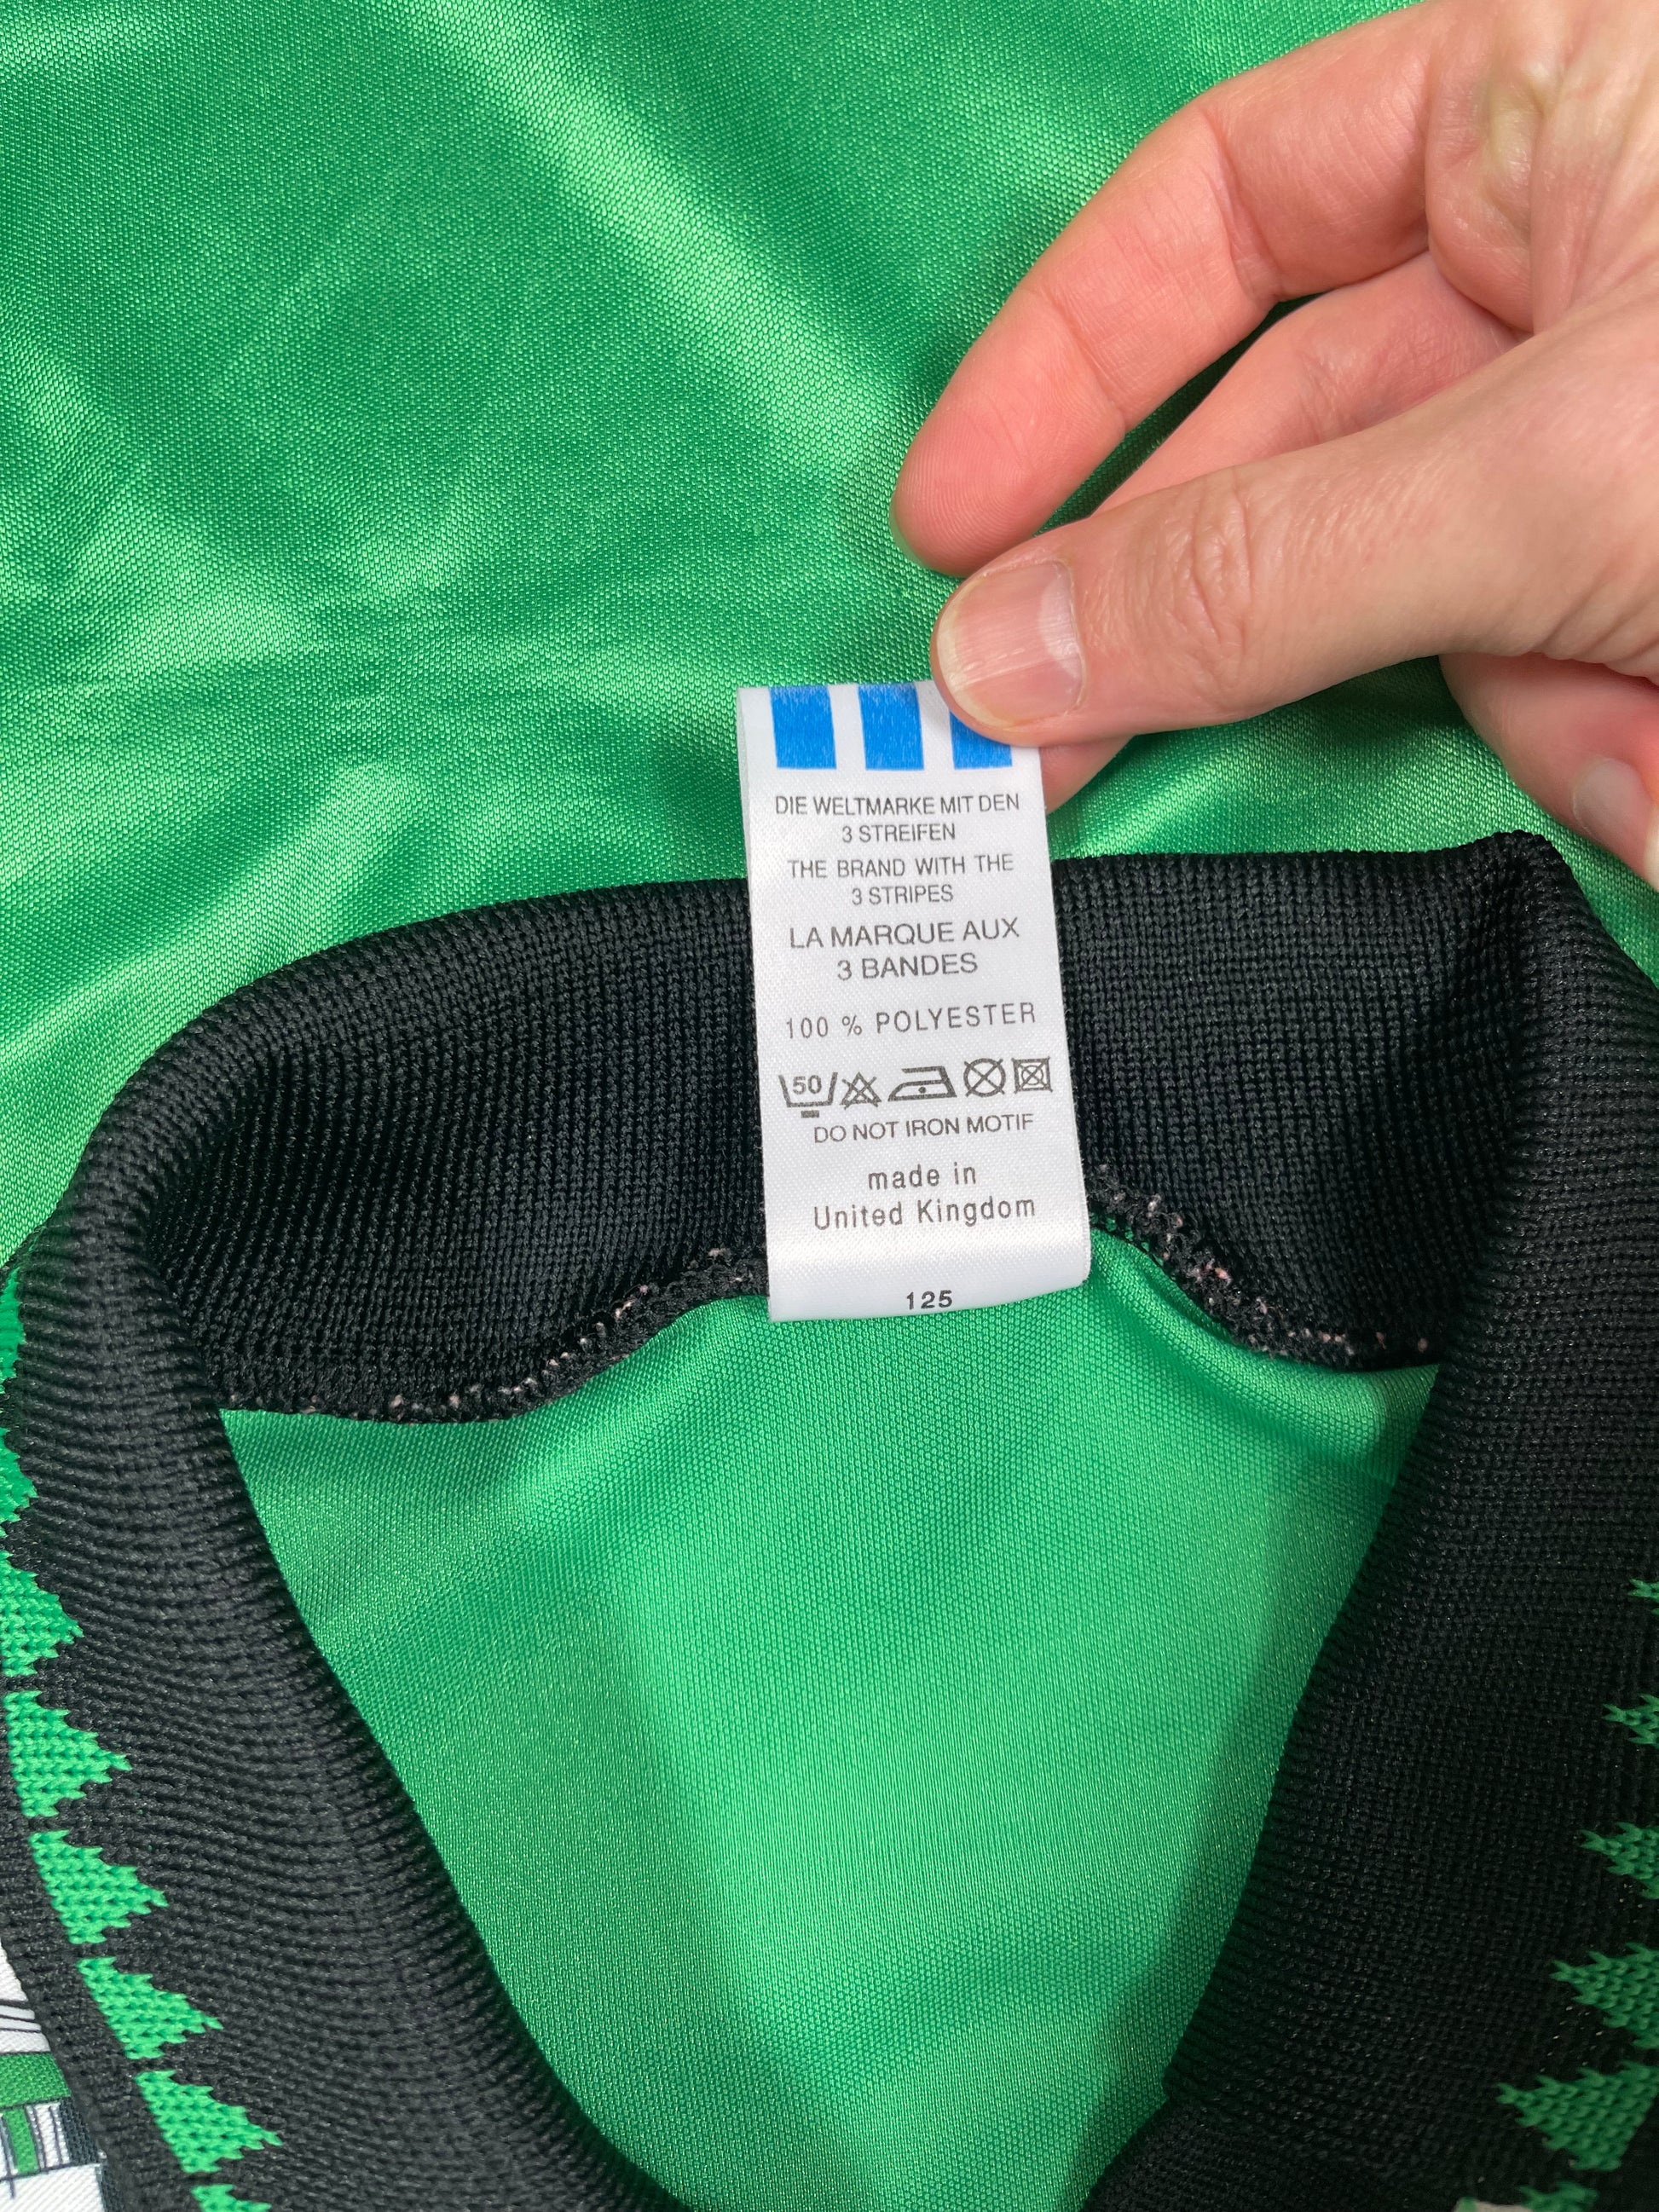 DIE WELTMARKE MIT DEN
3 STREIFEN
THE BRAND WITH THE
3 STRIPES
LA MARQUE AUX
3 BANDES
100 % POLYESTER
50
DO NOT IRON MOTIF
made in
United Kingdom
125